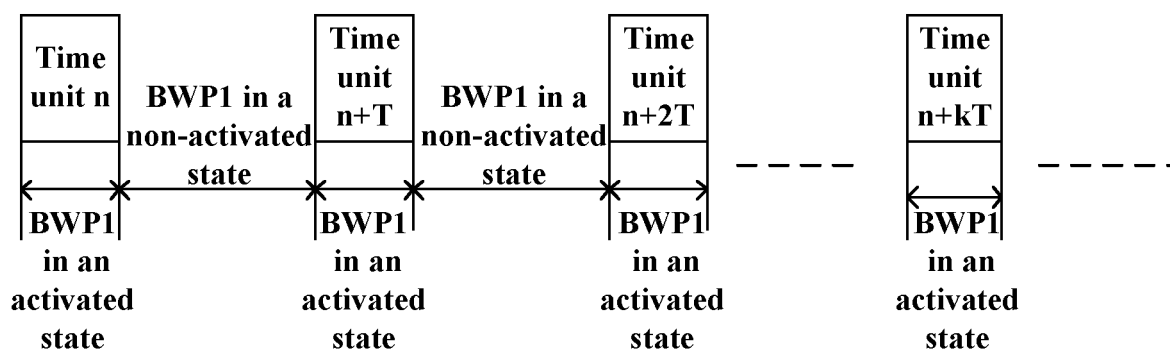 Time
unit n
BWP1 in a
non-activated
state
Time
unit
n+T
BWP1 in a
non-activated
state
Time
unit
n+2T
Time
unit
n+kT
BWP1
in an
activated
state
BWP1
in an
activated
state
BWP1
in an
activated
state
BWP1
in an
activated
state